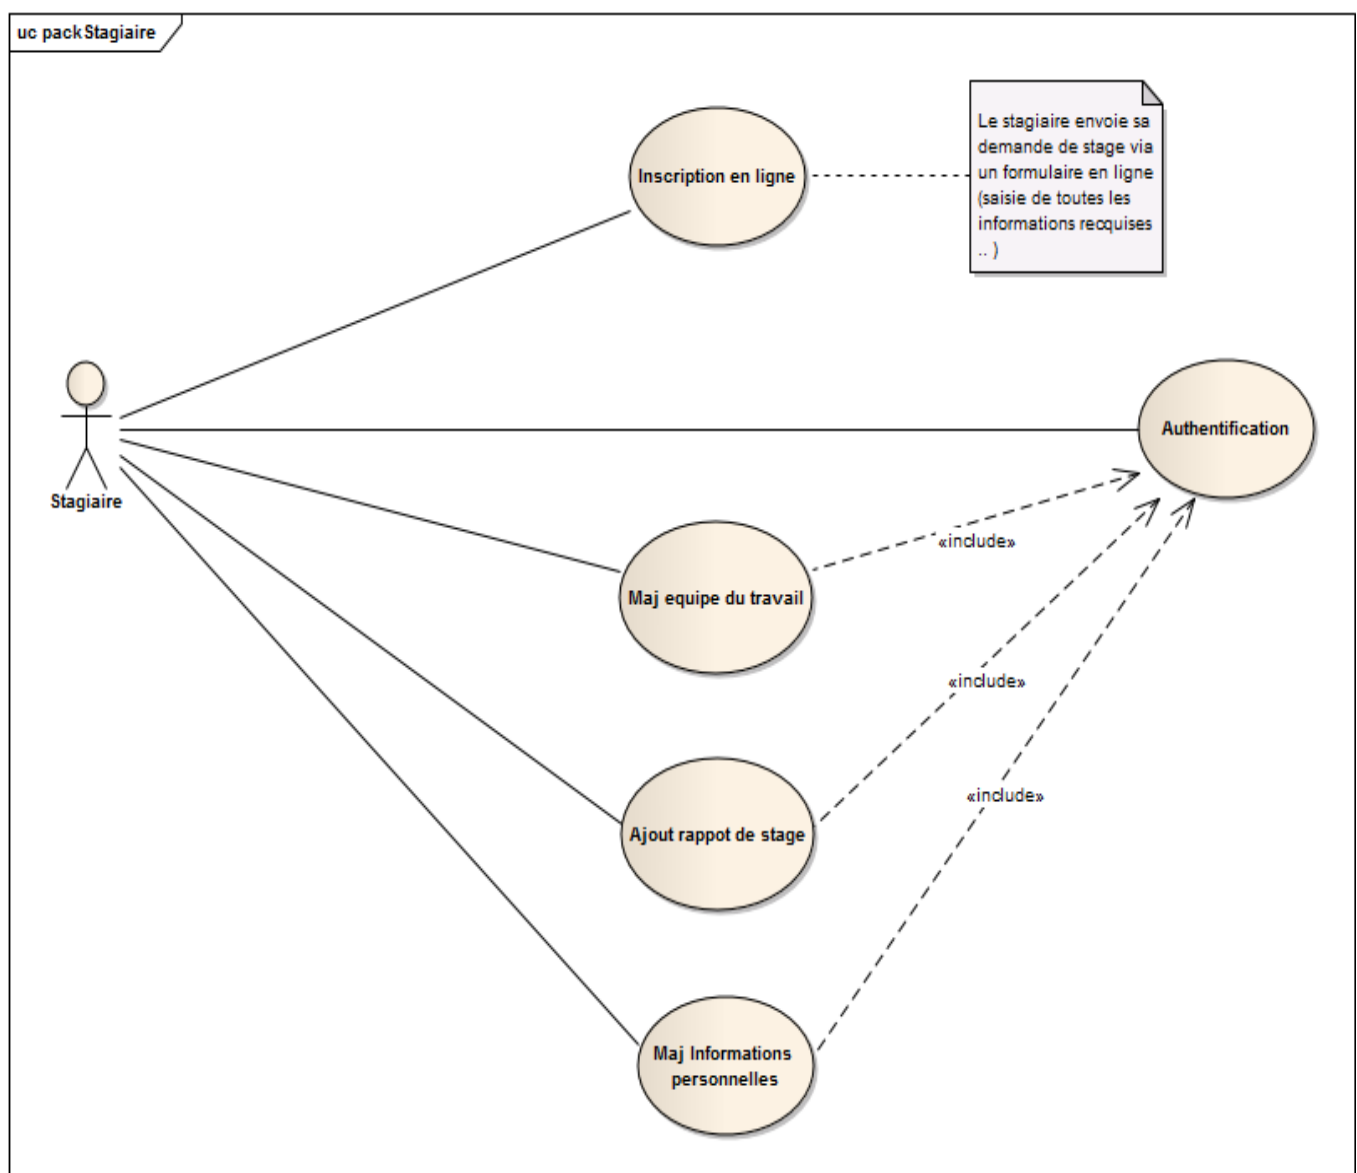 uc pack Stagiaire
Inscription en ligne
Le stagiaire envoie sa
demande de stage via
un formulaire en ligne
(saisie de toutes les
informations recquises
.. )
Authentification
Stagiaire
«include»
Maj equipe du travail
«include»
«include»
Ajout rappot de stage
Maj Informations
personnelles